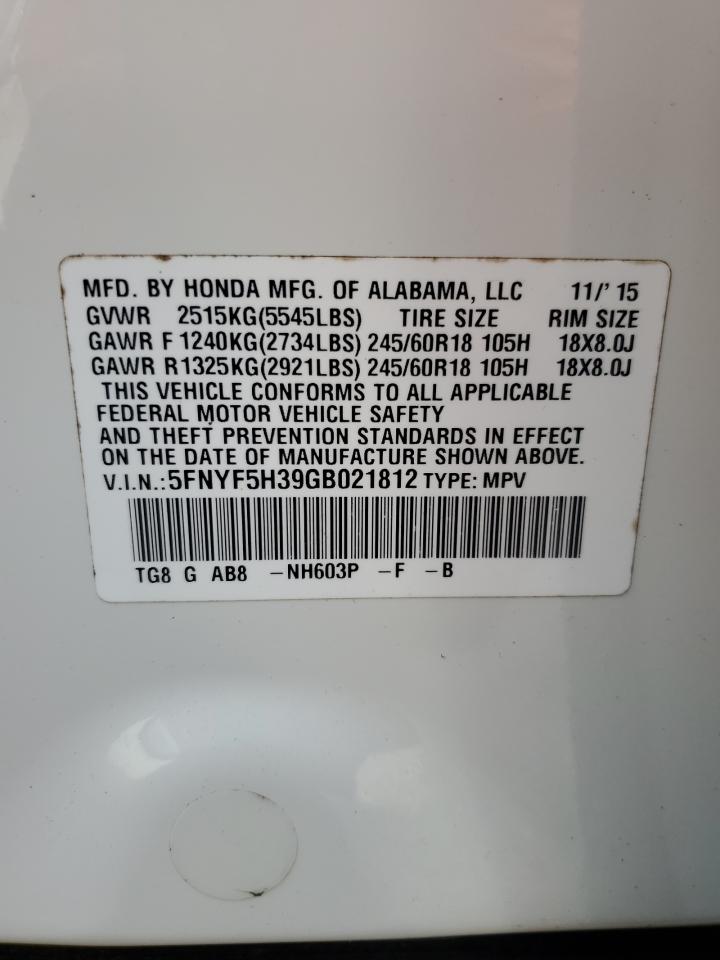 MFD. BY HONDA MFG. OF ALABAMA, LLC 11/' 15
GVWR 2515KG(5545LBS) TIRE SIZE RIM SIZE
GAWR F 1240KG(2734LBS) 245/60R18 105H 18X8.0J
GAWR R 1325KG(2921LBS) 245/60R18 105H 18X8.0J
THIS VEHICLE CONFORMS TO ALL APPLICABLE
FEDERAL MOTOR VEHICLE SAFETY
AND THEFT PREVENTION STANDARDS IN EFFECT
ON THE DATE OF MANUFACTURE SHOWN ABOVE.
V.I.N.: 5FNYF5H39GB021812 TYPE: MPV
TG8 G AB8 -NH603P -F -B